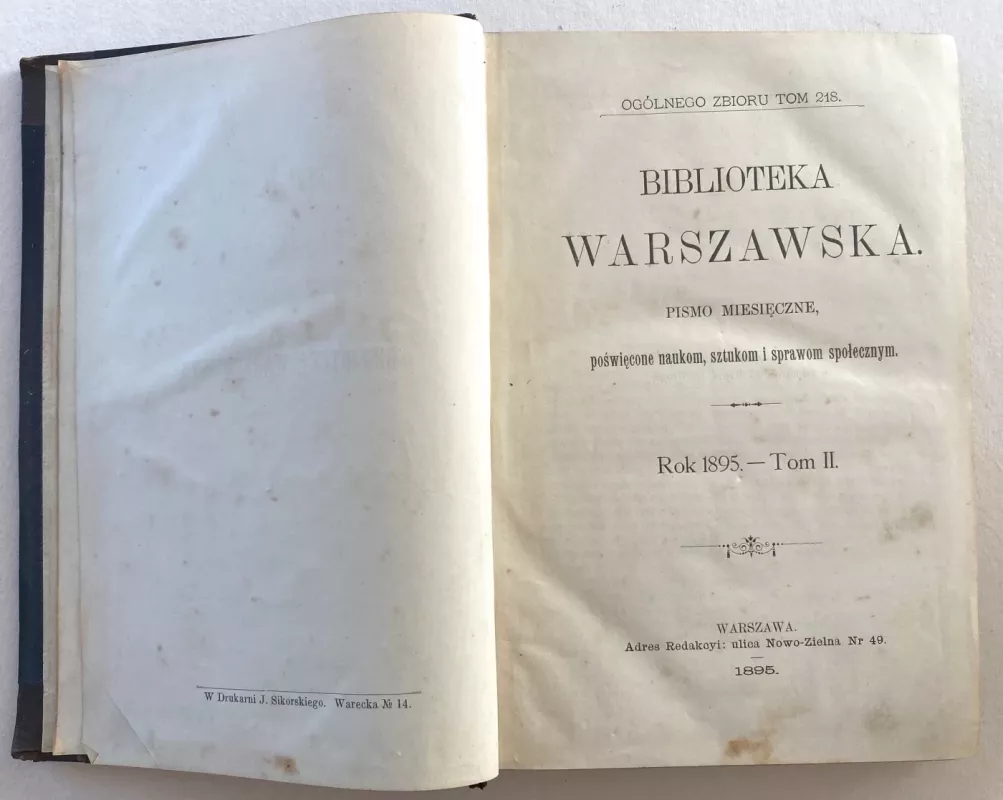 W Drukarni J. Sikorskiego. Warecka № 14.
OGÓLNEGO ZBIORU TOM 218.
BIBLIOTEKA
WARSZAWSKA.
PISMO MIESIĘCZNE,
poświęcone naukom, sztukom i sprawom społecznym.
Rok 1895. — Tom II.
WARSZAWA.
Adres Redakcyi: ulica Nowo-Zielna Nr 49.
1895.